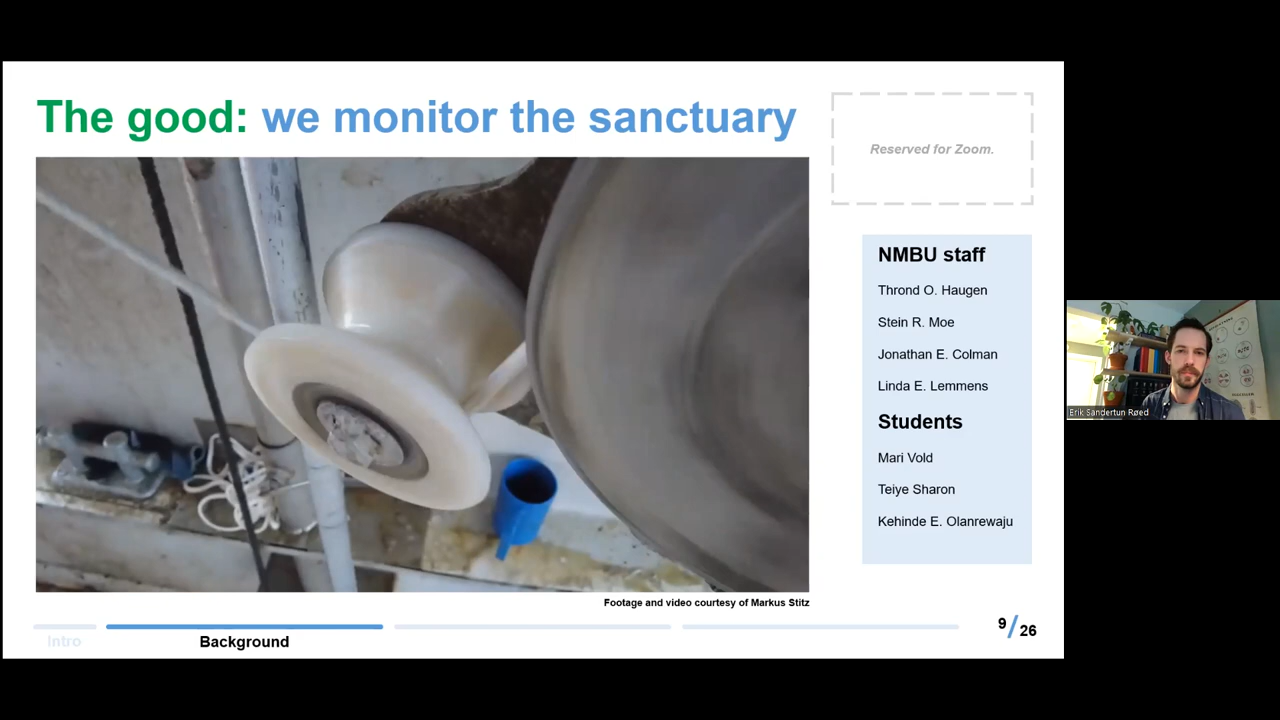 The good: we monitor the sanctuary
Reserved for Zoom.
NMBU staff
Thrond O. Haugen
Stein R. Moe
Jonathan E. Colman
Linda E. Lemmens
Students
Mari Vold
Teiye Sharon
Kehinde E. Olanrewaju
Footage and video courtesy of Markus Stitz
Intro
Background
9/26
Erik Sandertun Røed